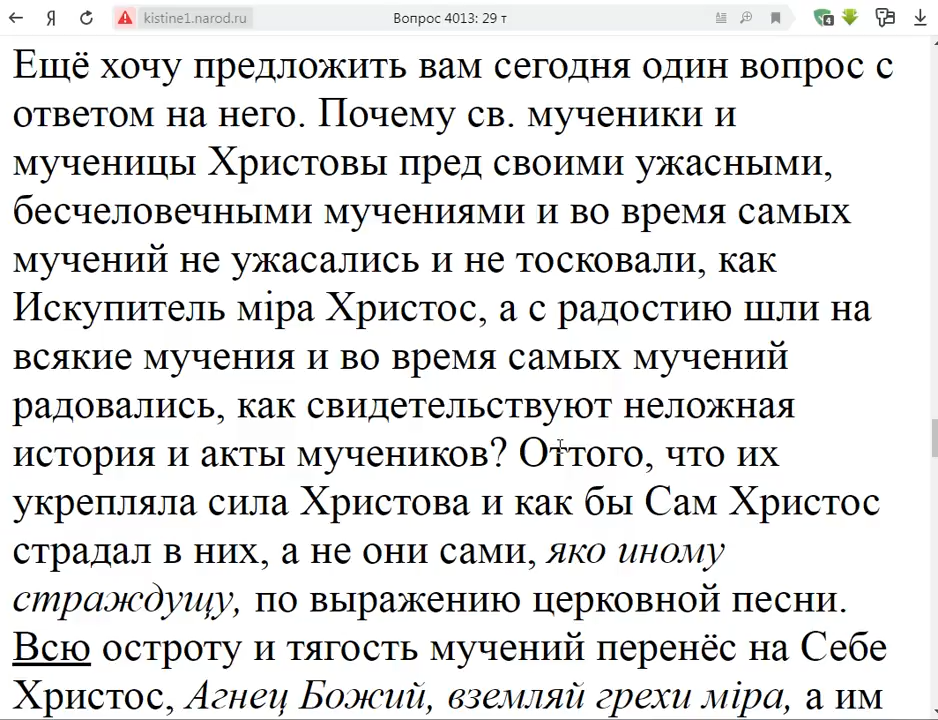 kistine1.narod.ru
Вопрос 4013: 29 т
4
Ещё хочу предложить вам сегодня один вопрос с
ответом на него. Почему св. мученики и
мученицы Христовы пред своими ужасными,
бесчеловечными мучениями и во время самых
мучений не ужасались и не тосковали, как
Искупитель мiра Христос, а с радостию шли на
всякие мучения и во время самых мучений
радовались, как свидетельствуют неложная
история и акты мучеников? Оттого, что их
укрепляла сила Христова и как бы Сам Христос
страдал в них, а не они сами, яко иному
страждущу, по выражению церковной песни.
Всю остроту и тягость мучений перенёс на Себе
Христос, Агнец Божий, вземляй грехи мiра, а им